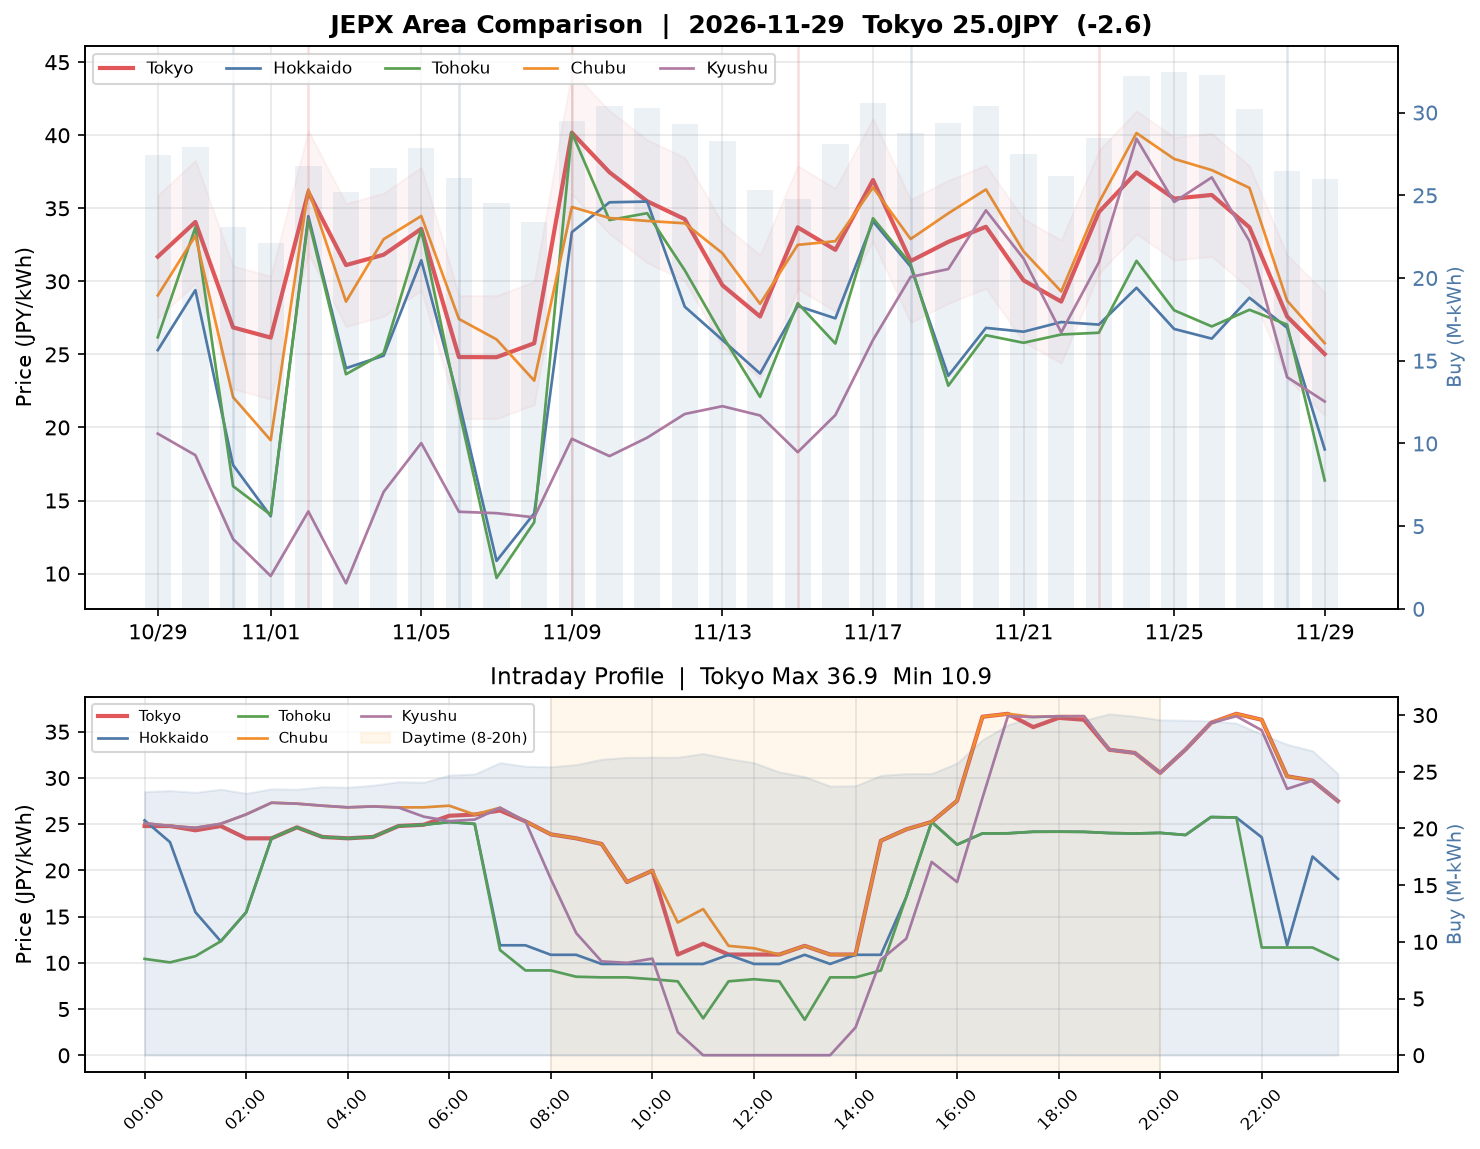 JEPX Area Comparison | 2026-11-29 Tokyo 25.0JPY (-2.6)
Tokyo Hokkaido Tohoku Chubu Kyushu
Price (JPY/kWh)
45
40
35
30
25
20
15
10
Buy (M-kWh)
30
25
20
15
10
5
0
10/29 11/01 11/05 11/09 11/13 11/17 11/21 11/25 11/29
Intraday Profile | Tokyo Max 36.9 Min 10.9
Tokyo Tohoku Kyushu
Hokkaido Chubu Daytime (8-20h)
Price (JPY/kWh)
35
30
25
20
15
10
5
0
Buy (M-kWh)
30
25
20
15
10
5
0
00:00 02:00 04:00 06:00 08:00 10:00 12:00 14:00 16:00 18:00 20:00 22:00